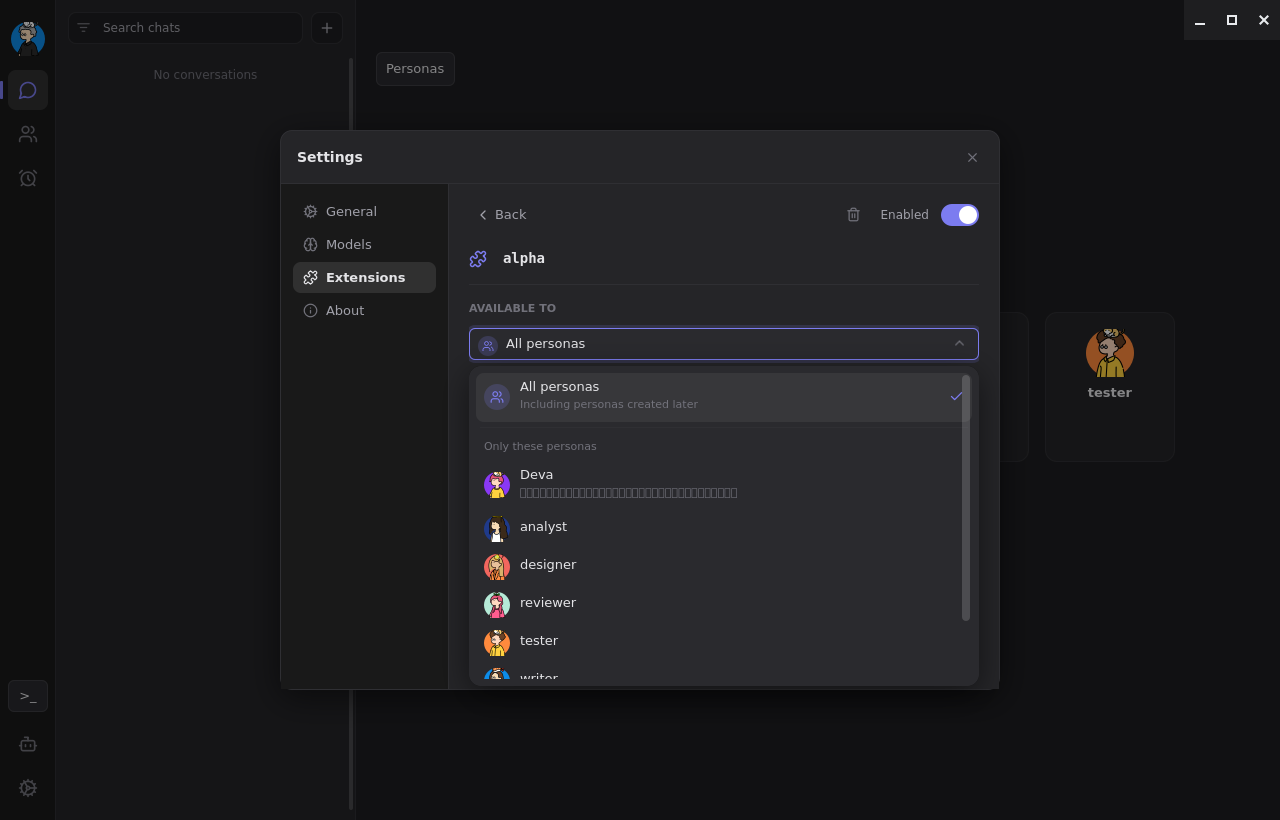 Search chats
No conversations
Personas
Settings
General
Models
Extensions
About
Back
Enabled
alpha
AVAILABLE TO
All personas
All personas
Including personas created later
Only these personas
Deva
analyst
designer
reviewer
tester
writer
tester
>_